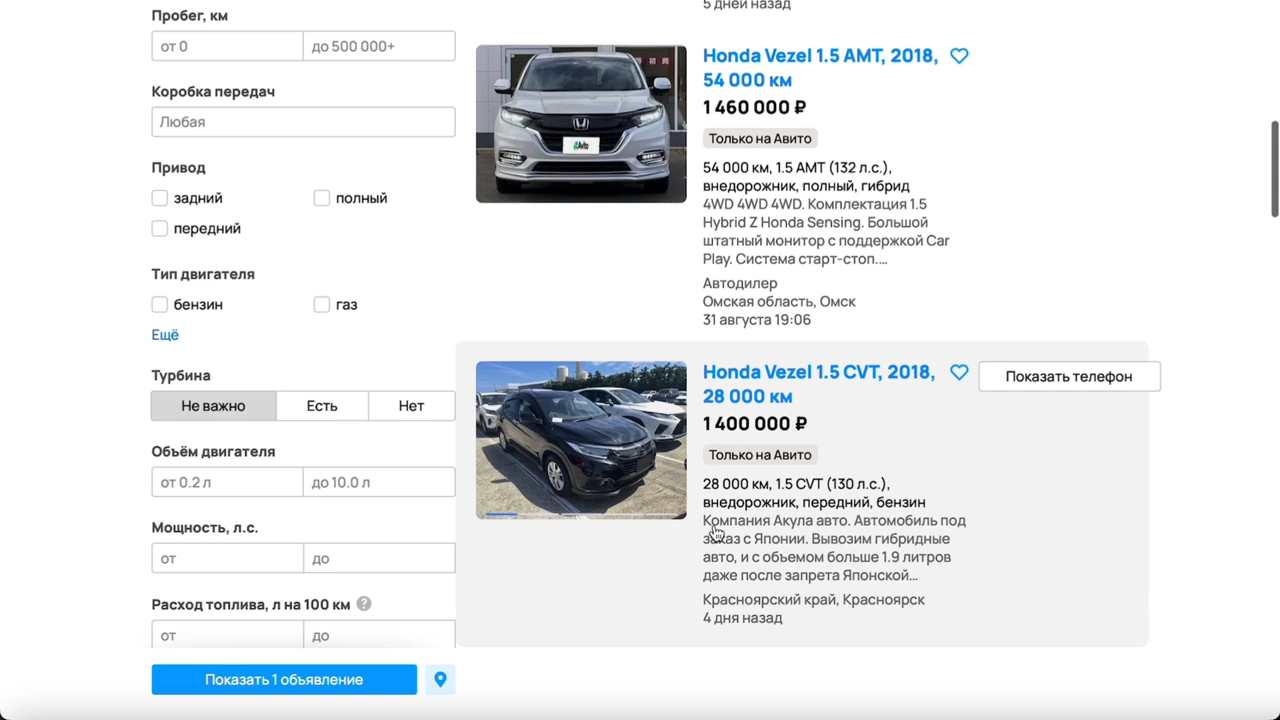 Пробег, км
от 0
до 500 000+
Коробка передач
Любая
Привод
задний
полный
передний
Тип двигателя
бензин
газ
Ещё
Турбина
Не важно
Есть
Нет
Объём двигателя
от 0.2 л
до 10.0 л
Мощность, л.с.
от
до
Расход топлива, л на 100 км ?
от
до
Показать 1 объявление
5 дней назад
Honda Vezel 1.5 AMT, 2018,
54 000 км
1 460 000 ₽
Только на Авито
54 000 км, 1.5 AMT (132 л.с.),
внедорожник, полный, гибрид
4WD 4WD 4WD. Комплектация 1.5
Hybrid Z Honda Sensing. Большой
штатный монитор с поддержкой Car
Play. Система старт-стоп....
Автодилер
Омская область, Омск
31 августа 19:06
Avito
Honda Vezel 1.5 CVT, 2018,
28 000 км
Показать телефон
1 400 000 ₽
Только на Авито
28 000 км, 1.5 CVT (130 л.с.),
внедорожник, передний, бензин
Компания Акула авто. Автомобиль под
заказ с Японии. Вывозим гибридные
авто, и с объемом больше 1.9 литров
даже после запрета Японской...
Красноярский край, Красноярск
4 дня назад